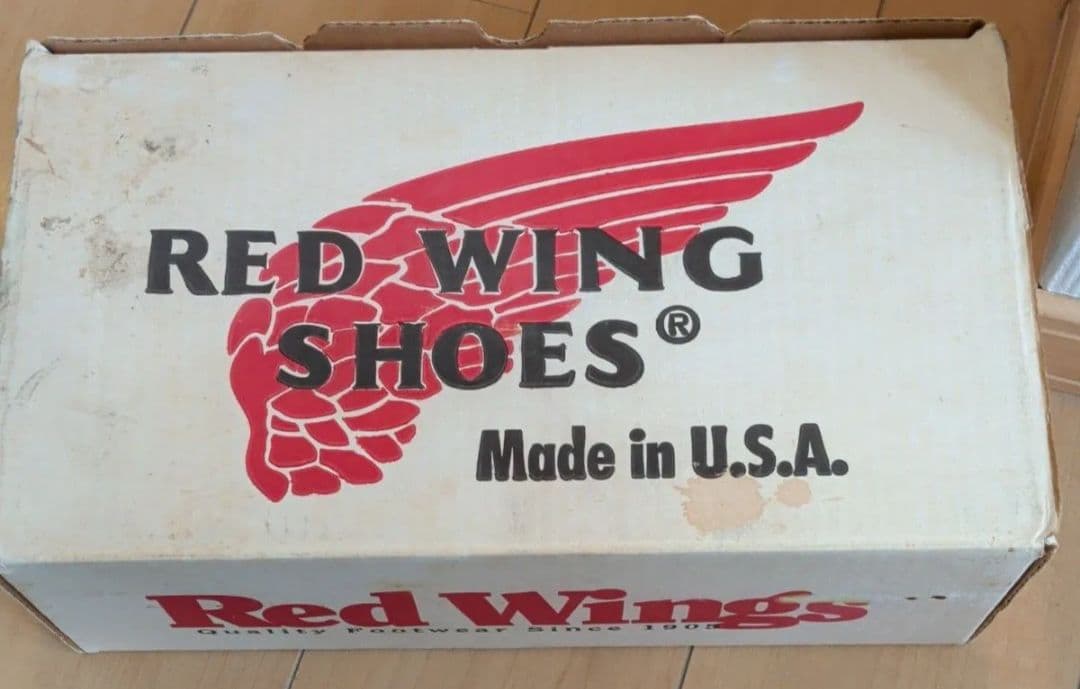 RED WING
SHOES®
Made in U.S.A.
Red Wings
Quality Footwear Since 1905